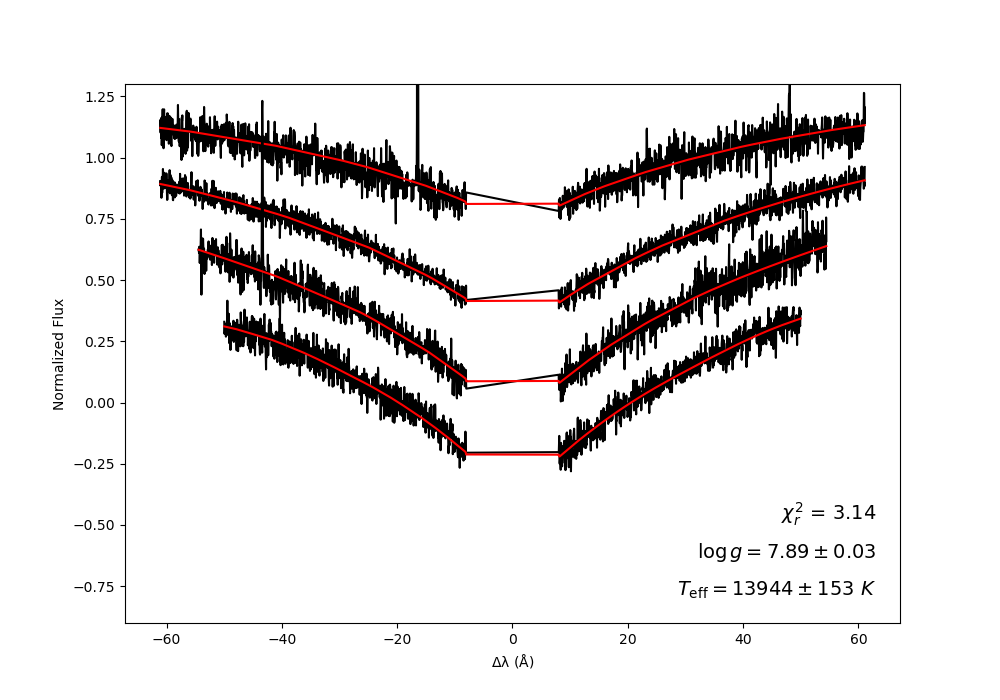 1.25
1.00
0.75
0.50
0.25
0.00
−0.25
−0.50
−0.75
Normalized Flux
χ²ᵣ = 3.14
log g = 7.89 ± 0.03
T_eff = 13944 ± 153 K
−60 −40 −20 0 20 40 60
Δλ (Å)